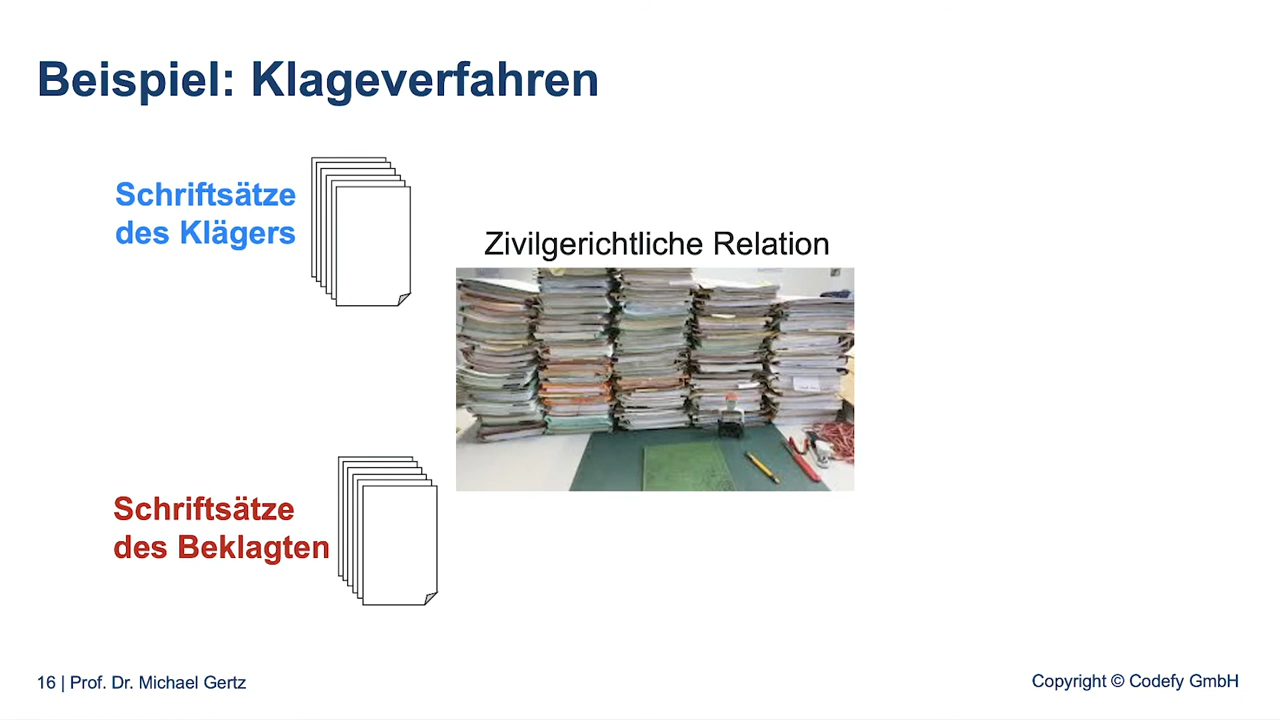 Beispiel: Klageverfahren
Schriftsätze
des Klägers
Zivilgerichtliche Relation
Schriftsätze
des Beklagten
16 | Prof. Dr. Michael Gertz
Copyright © Codefy GmbH